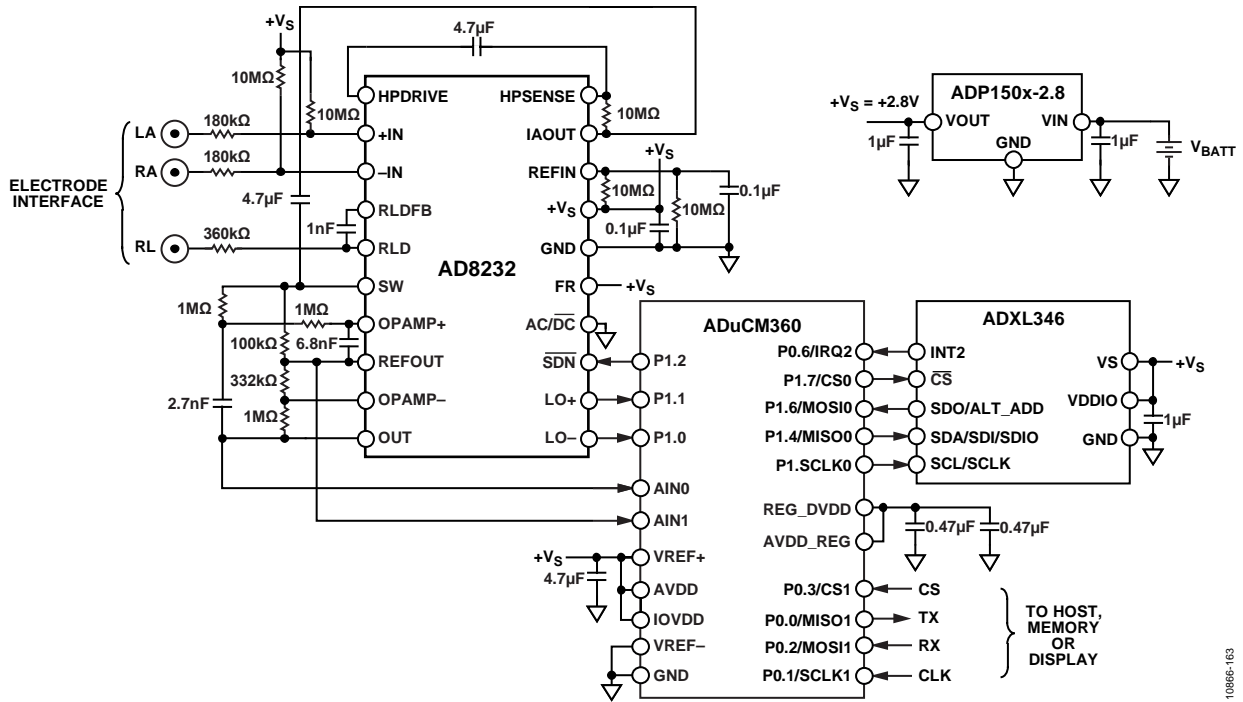 +VS
4.7µF
10MΩ
10MΩ
HPDRIVE
HPSENSE
10MΩ
LA
180kΩ
+IN
IAOUT
RA
180kΩ
–IN
REFIN
+VS
ELECTRODE
INTERFACE
4.7µF
10MΩ
10MΩ
0.1µF
RLDFB
+VS
1nF
0.1µF
RL
360kΩ
RLD
GND
AD8232
SW
FR
+VS
1MΩ
1MΩ
OPAMP+
AC/DC
100kΩ
6.8nF
REFOUT
SDN
332kΩ
2.7nF
OPAMP–
LO+
1MΩ
OUT
LO–
ADP150x-2.8
+VS = +2.8V
VOUT
VIN
GND
1µF
1µF
VBATT
ADuCM360
P1.2
P1.1
P1.0
AIN0
AIN1
+VS
VREF+
4.7µF
AVDD
IOVDD
VREF–
GND
P0.6/IRQ2
P1.7/CS0
P1.6/MOSI0
P1.4/MISO0
P1.SCLK0
REG_DVDD
AVDD_REG
0.47µF
0.47µF
P0.3/CS1
CS
P0.0/MISO1
TX
P0.2/MOSI1
RX
P0.1/SCLK1
CLK
TO HOST,
MEMORY
OR
DISPLAY
ADXL346
INT2
CS
SDO/ALT_ADD
SDA/SDI/SDIO
SCL/SCLK
VS
+VS
VDDIO
1µF
GND
10866-163